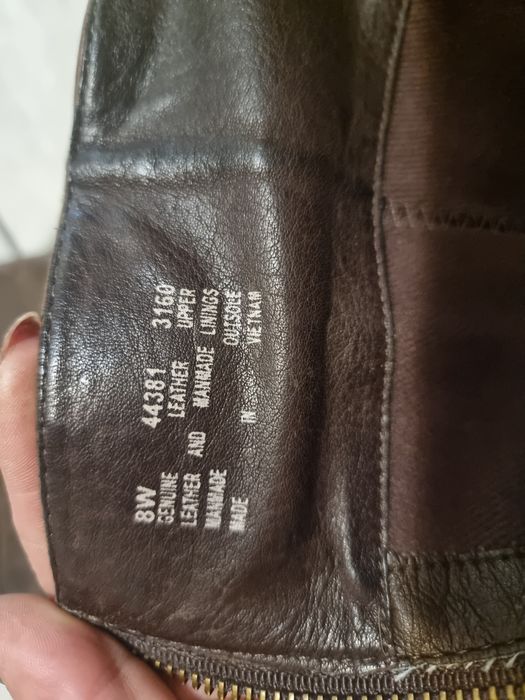 8W 44381 3160
GENUINE LEATHER UPPER
LEATHER AND MANMADE LININGS
MANMADE OUTSOLE
MADE IN VIETNAM